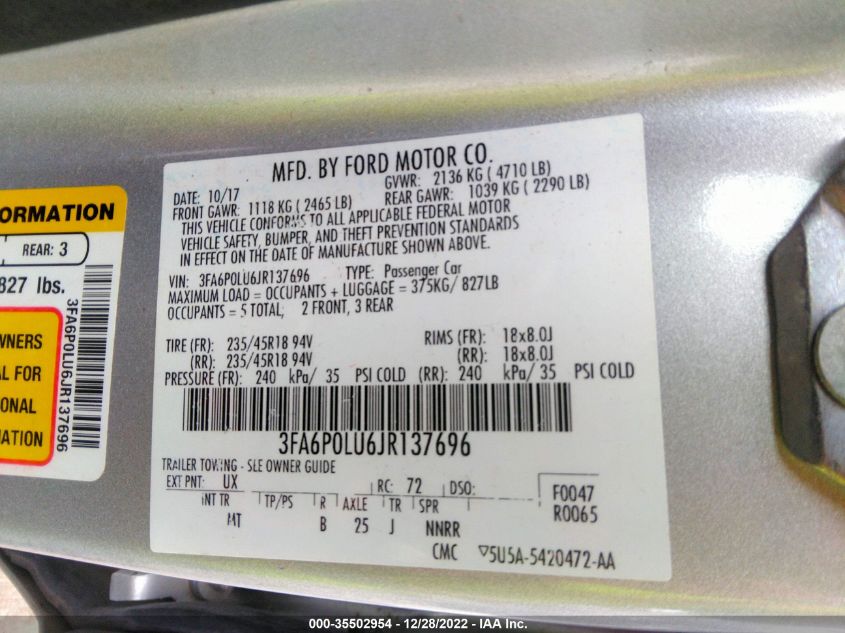 ORMATION
REAR: 3
827 lbs.
WNERS
AL FOR
ONAL
MATION
3FA6P0LU6JR137696
MFD. BY FORD MOTOR CO.
DATE: 10/17 GVWR: 2136 KG ( 4710 LB)
FRONT GAWR: 1118 KG ( 2465 LB) REAR GAWR: 1039 KG ( 2290 LB)
THIS VEHICLE CONFORMS TO ALL APPLICABLE FEDERAL MOTOR
VEHICLE SAFETY, BUMPER, AND THEFT PREVENTION STANDARDS
IN EFFECT ON THE DATE OF MANUFACTURE SHOWN ABOVE.
VIN: 3FA6P0LU6JR137696 TYPE: Passenger Car
MAXIMUM LOAD = OCCUPANTS + LUGGAGE = 375KG/ 827LB
OCCUPANTS = 5 TOTAL; 2 FRONT, 3 REAR
TIRE (FR): 235/45R18 94V RIMS (FR): 18x8.0J
(RR): 235/45R18 94V (RR): 18x8.0J
PRESSURE (FR): 240 kPa/ 35 PSI COLD (RR): 240 kPa/ 35 PSI COLD
3FA6P0LU6JR137696
TRAILER TOWING - SEE OWNER GUIDE
EXT PNT: UX RC: 72 DSO: F0047
INT TR TP/PS R AXLE TR SPR R0065
MT B 25 J NNRR
CMC 5U5A-5420472-AA
000-35502954 - 12/28/2022 - IAA Inc.